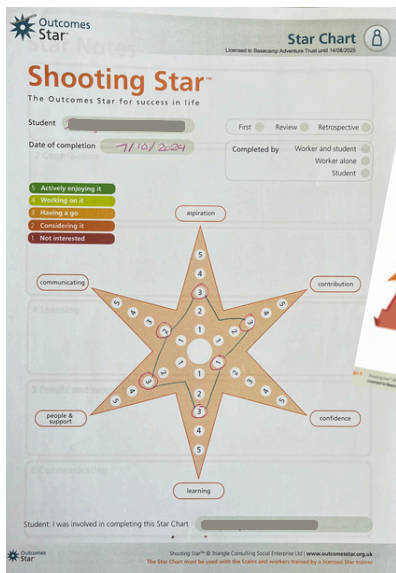 Outcomes
Star™
Star Chart
Licensed to Basecamp Adventure Trust until 14/08/2025
Shooting Star™
The Outcomes Star for success in life
Student
First Review Retrospective
Date of completion 7/10/2024
Completed by Worker and student
Worker alone
Student
5 Actively enjoying it
4 Working on it
3 Having a go
2 Considering it
1 Not interested
aspiration
5
4
3
2
1
communicating
5 4 3 2 1
contribution
1 2 3 4 5
people &
support
5 4 3 2 1
confidence
1 2 3 4 5
1
2
3
4
5
learning
Student: I was involved in completing this Star Chart
Outcomes
Star
Shooting Star™ © Triangle Consulting Social Enterprise Ltd | www.outcomesstar.org.uk
The Star Chart must be used with the Scales and workers trained by a licensed Star trainer